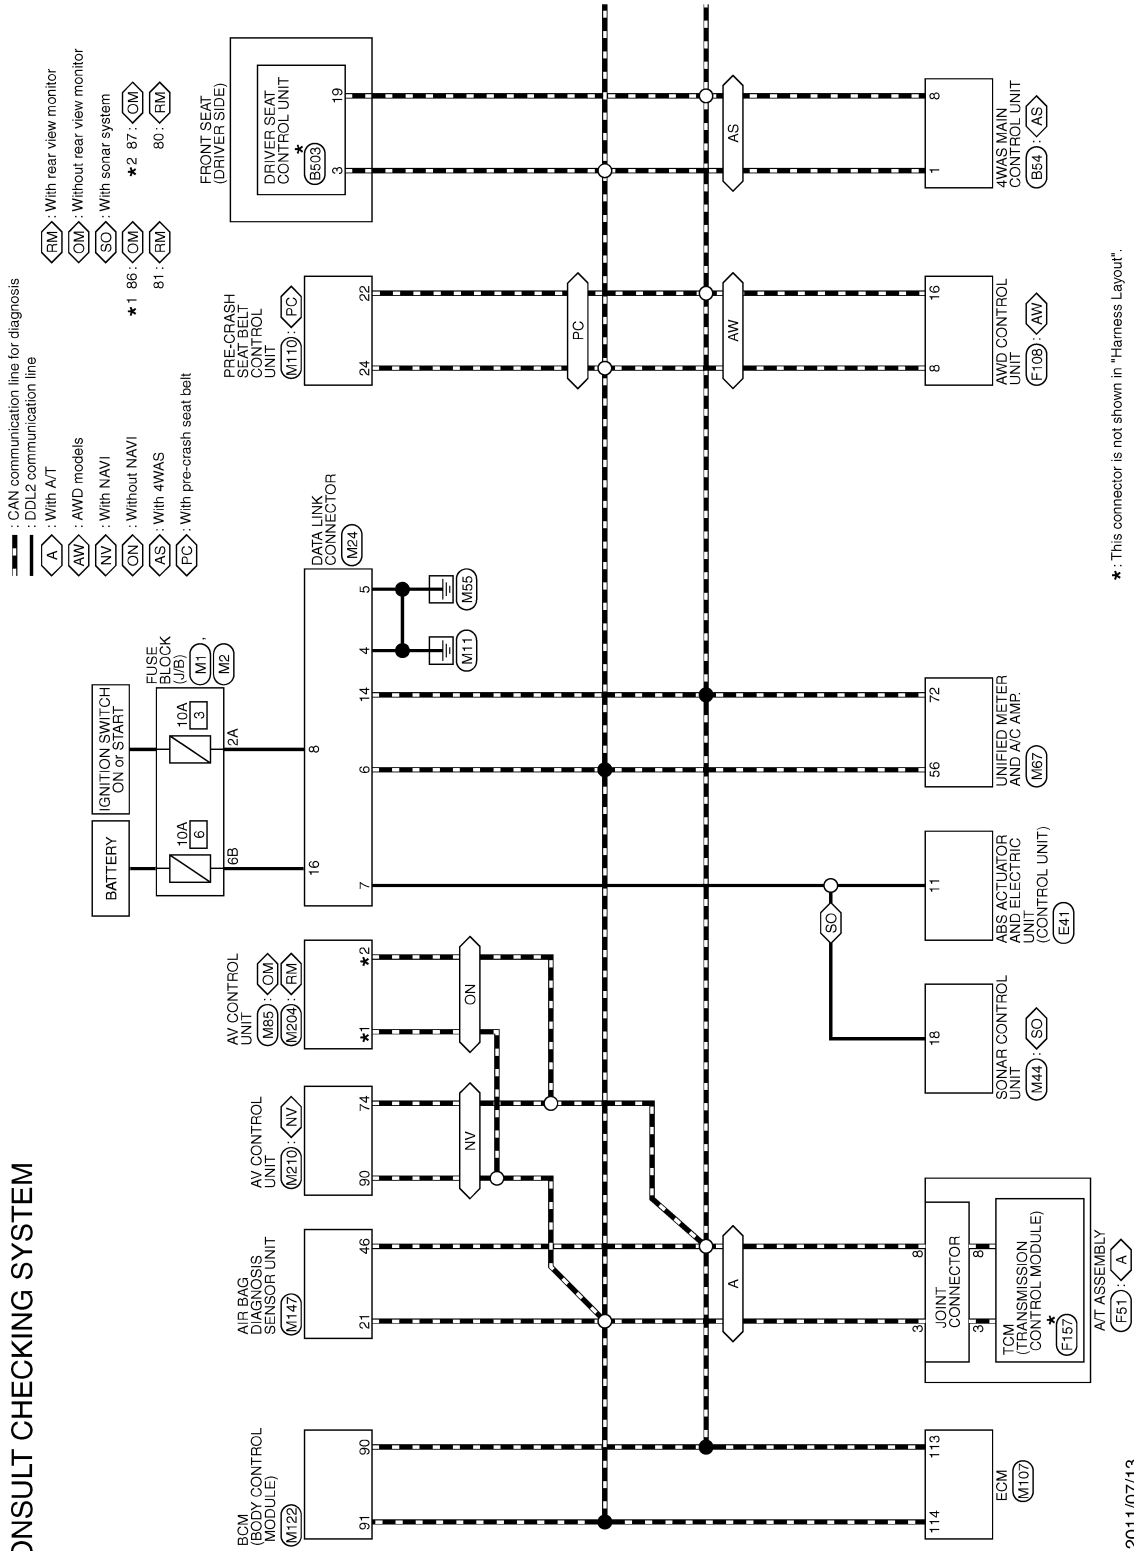 ONSULT CHECKING SYSTEM
: CAN communication line for diagnosis
: DDL2 communication line
A : With A/T
AW : AWD models
NV : With NAVI
ON : Without NAVI
AS : With 4WAS
PC : With pre-crash seat belt
RM : With rear view monitor
OM : Without rear view monitor
SO : With sonar system
*1 86 : OM
81 : RM
*2 87 : OM
80 : RM
BATTERY
IGNITION SWITCH
ON or START
FUSE
BLOCK
(J/B)
M1 ,
M2
10A
6
10A
3
6B
2A
BCM
(BODY CONTROL
MODULE)
M122
91
90
AIR BAG
DIAGNOSIS
SENSOR UNIT
M147
21
46
AV CONTROL
UNIT
M210 : NV
90
74
AV CONTROL
UNIT
M85 : OM
M204 : RM
*1
*2
16
8
DATA LINK
CONNECTOR
M24
7
6
14
4
5
M11
M55
PRE-CRASH
SEAT BELT
CONTROL
UNIT
M110 : PC
24
22
FRONT SEAT
(DRIVER SIDE)
DRIVER SEAT
CONTROL UNIT
*
B503
3
19
NV
ON
PC
A
SO
AW
AS
114
113
ECM
M107
3
8
JOINT
CONNECTOR
3
8
TCM
(TRANSMISSION
CONTROL MODULE)
*
F157
A/T ASSEMBLY
F51 : A
18
SONAR CONTROL
UNIT
M44 : SO
11
ABS ACTUATOR
AND ELECTRIC
UNIT
(CONTROL UNIT)
E41
56
72
UNIFIED METER
AND A/C AMP.
M67
8
16
AWD CONTROL
UNIT
F108 : AW
1
8
4WAS MAIN
CONTROL UNIT
B54 : AS
* : This connector is not shown in "Harness Layout".
2011/07/13